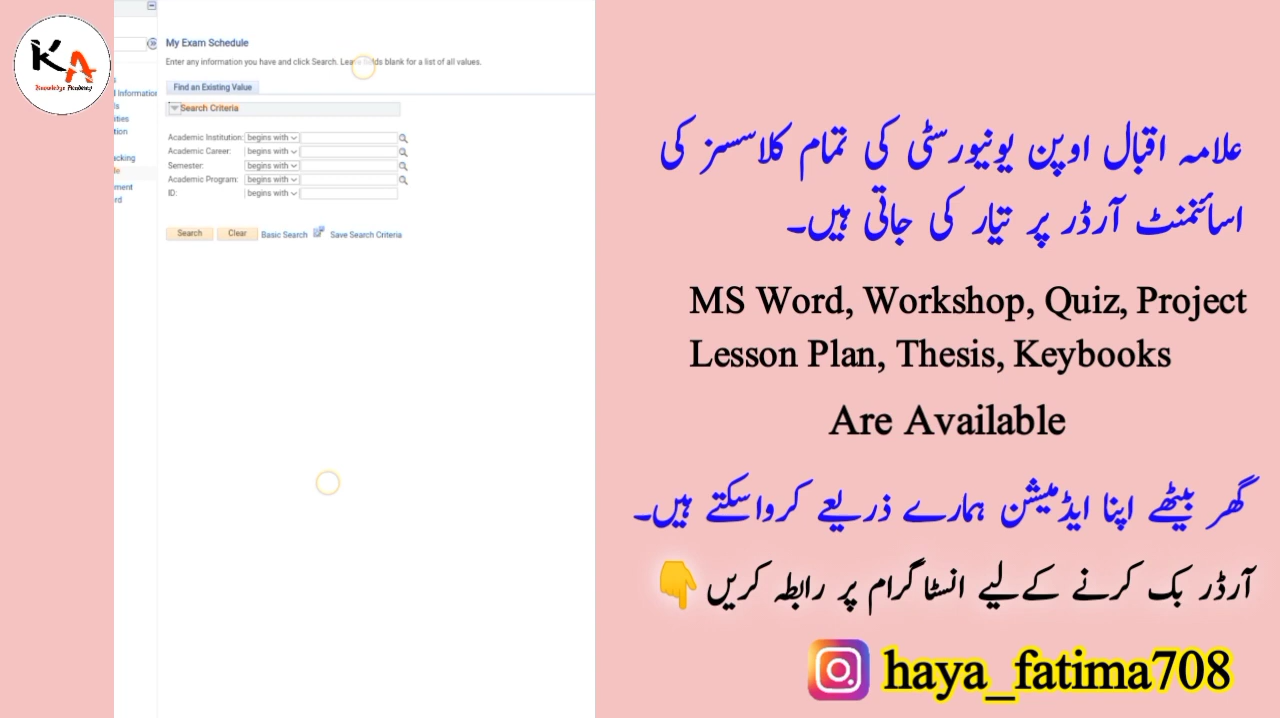 KA
Knowledge Academy
My Exam Schedule
Enter any information you have and click Search. Leave fields blank for a list of all values.
Find an Existing Value
Search Criteria
Academic Institution: begins with
Academic Career: begins with
Semester: begins with
Academic Program: begins with
ID: begins with
Search Clear Basic Search Save Search Criteria
علامہ اقبال اوپن یونیورسٹی کی تمام کلاسسز کی
اسائنمنٹ آرڈر پر تیار کی جاتی ہیں۔
MS Word, Workshop, Quiz, Project
Lesson Plan, Thesis, Keybooks
Are Available
گھر بیٹھے اپنا ایڈمیشن ہمارے ذریعے کرواسکتے ہیں۔
آرڈر بک کرنے کےلیے انسٹاگرام پر رابطہ کریں👇
haya_fatima708